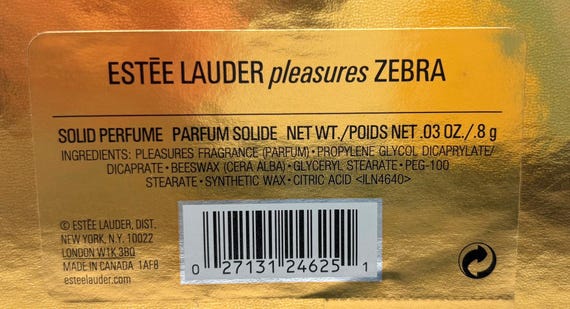 ESTĒE LAUDER pleasures ZEBRA
SOLID PERFUME PARFUM SOLIDE NET WT./POIDS NET .03 OZ./.8 g
INGREDIENTS: PLEASURES FRAGRANCE (PARFUM) • PROPYLENE GLYCOL DICAPRYLATE/
DICAPRATE • BEESWAX (CERA ALBA) • GLYCERYL STEARATE • PEG-100
STEARATE • SYNTHETIC WAX • CITRIC ACID <ILN4640>
© ESTĒE LAUDER, DIST.
NEW YORK, N.Y. 10022
LONDON W1K 3BQ
MADE IN CANADA 1AF8
esteelauder.com
0 27131 24625 1